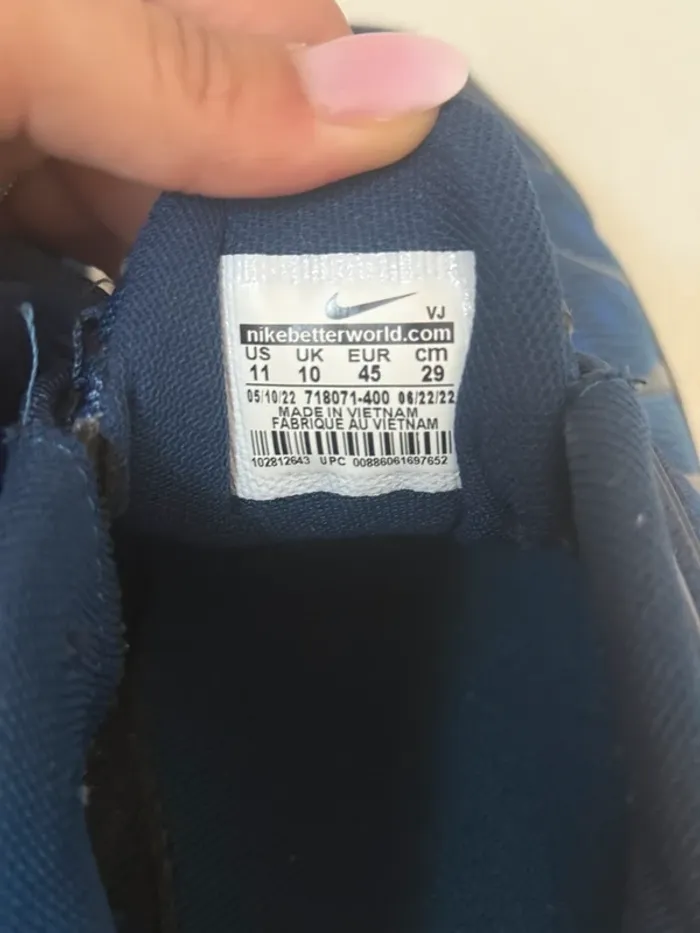 VJ
nikebetterworld.com
US UK EUR cm
11 10 45 29
05/10/22 718071-400 06/22/22
MADE IN VIETNAM
FABRIQUE AU VIETNAM
102812643 UPC 00886061697652